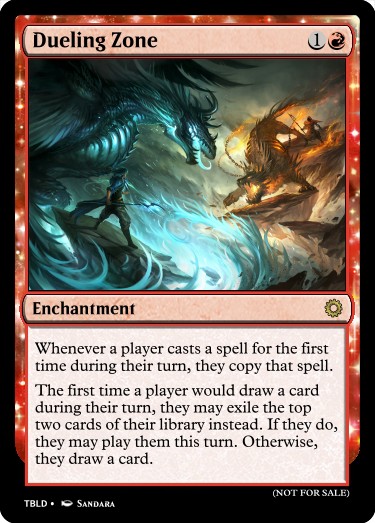 Dueling Zone 1
Enchantment
Whenever a player casts a spell for the first
time during their turn, they copy that spell.
The first time a player would draw a card
during their turn, they may exile the top
two cards of their library instead. If they do,
they may play them this turn. Otherwise,
they draw a card.
(NOT FOR SALE)
TBLD • SANDARA